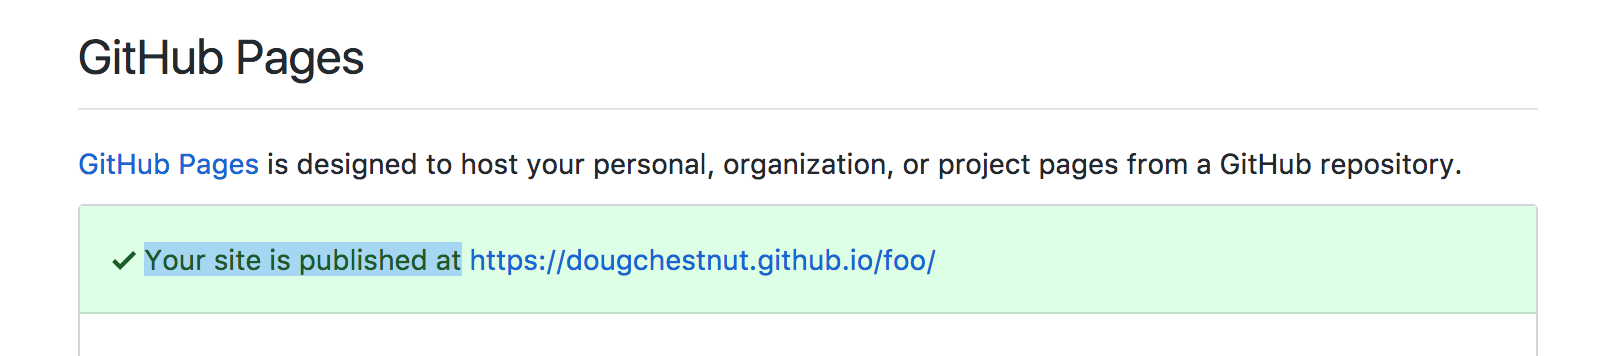 GitHub Pages
GitHub Pages is designed to host your personal, organization, or project pages from a GitHub repository.
✓ Your site is published at https://dougchestnut.github.io/foo/